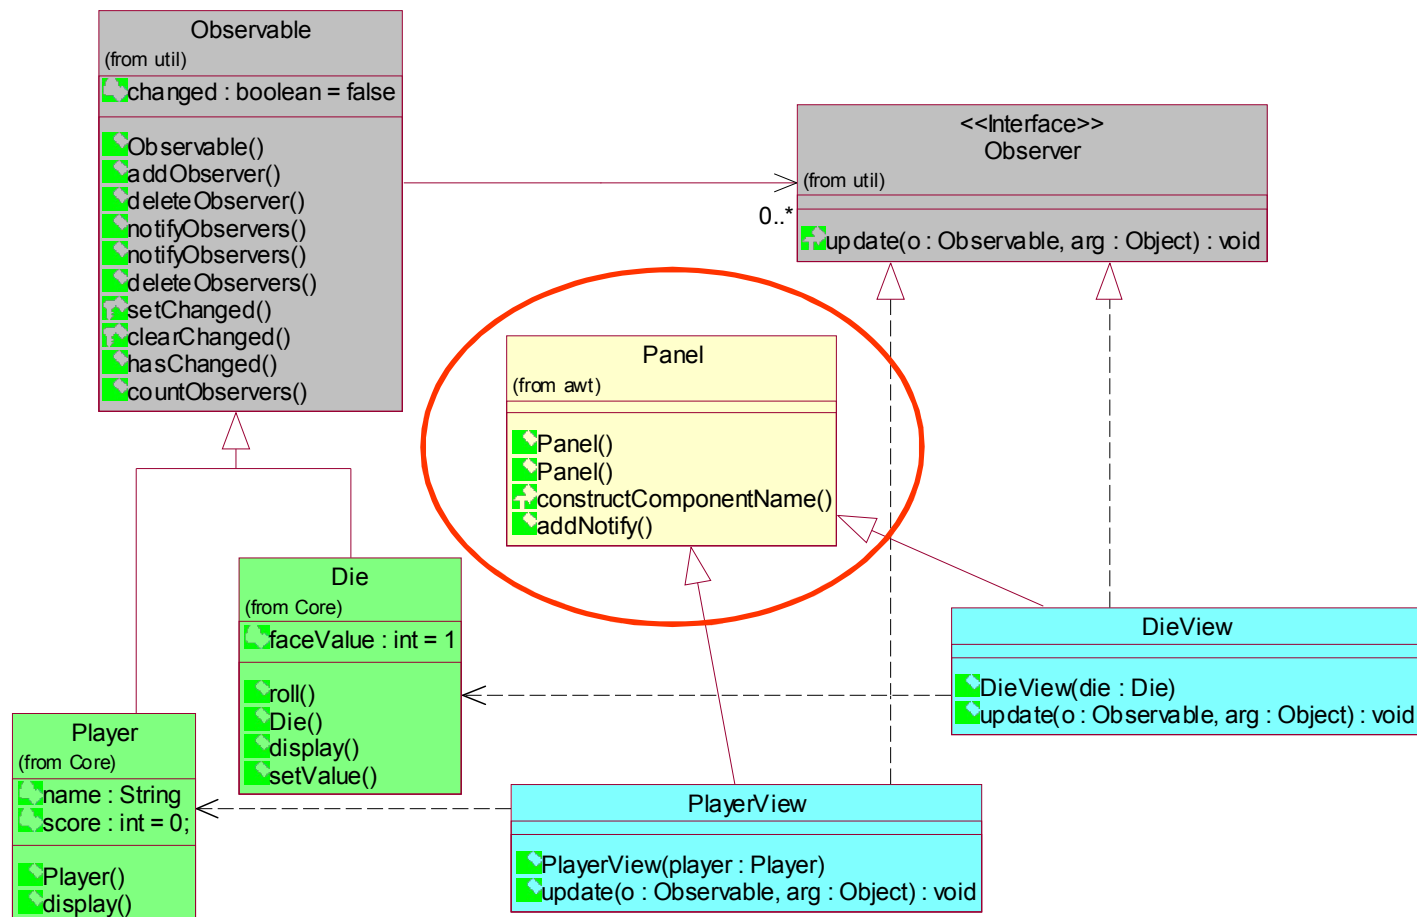 Observable
(from util)
changed : boolean = false
Observable()
addObserver()
deleteObserver()
notifyObservers()
notifyObservers()
deleteObservers()
setChanged()
clearChanged()
hasChanged()
countObservers()
<<Interface>>
Observer
(from util)
0..*
update(o : Observable, arg : Object) : void
Panel
(from awt)
Panel()
Panel()
constructComponentName()
addNotify()
Die
(from Core)
faceValue : int = 1
roll()
Die()
display()
setValue()
DieView
DieView(die : Die)
update(o : Observable, arg : Object) : void
Player
(from Core)
name : String
score : int = 0;
Player()
display()
PlayerView
PlayerView(player : Player)
update(o : Observable, arg : Object) : void